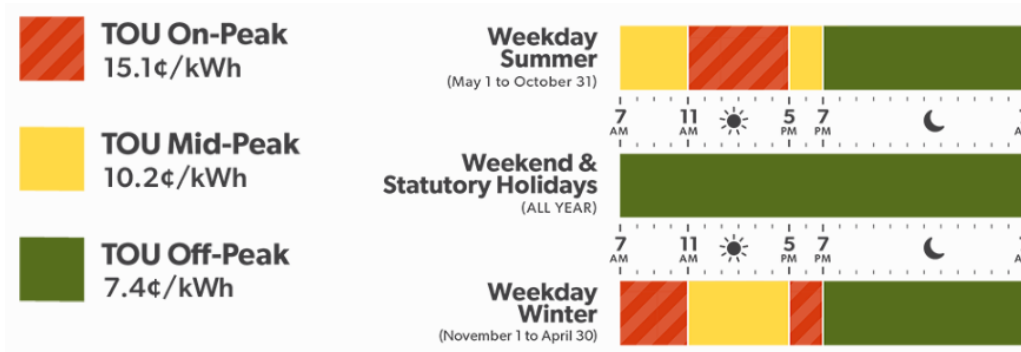 TOU On-Peak
15.1¢/kWh
TOU Mid-Peak
10.2¢/kWh
TOU Off-Peak
7.4¢/kWh
Weekday
Summer
(May 1 to October 31)
7 11 5 7
AM AM PM PM
Weekend &
Statutory Holidays
(ALL YEAR)
7 11 5 7
AM AM PM PM
Weekday
Winter
(November 1 to April 30)